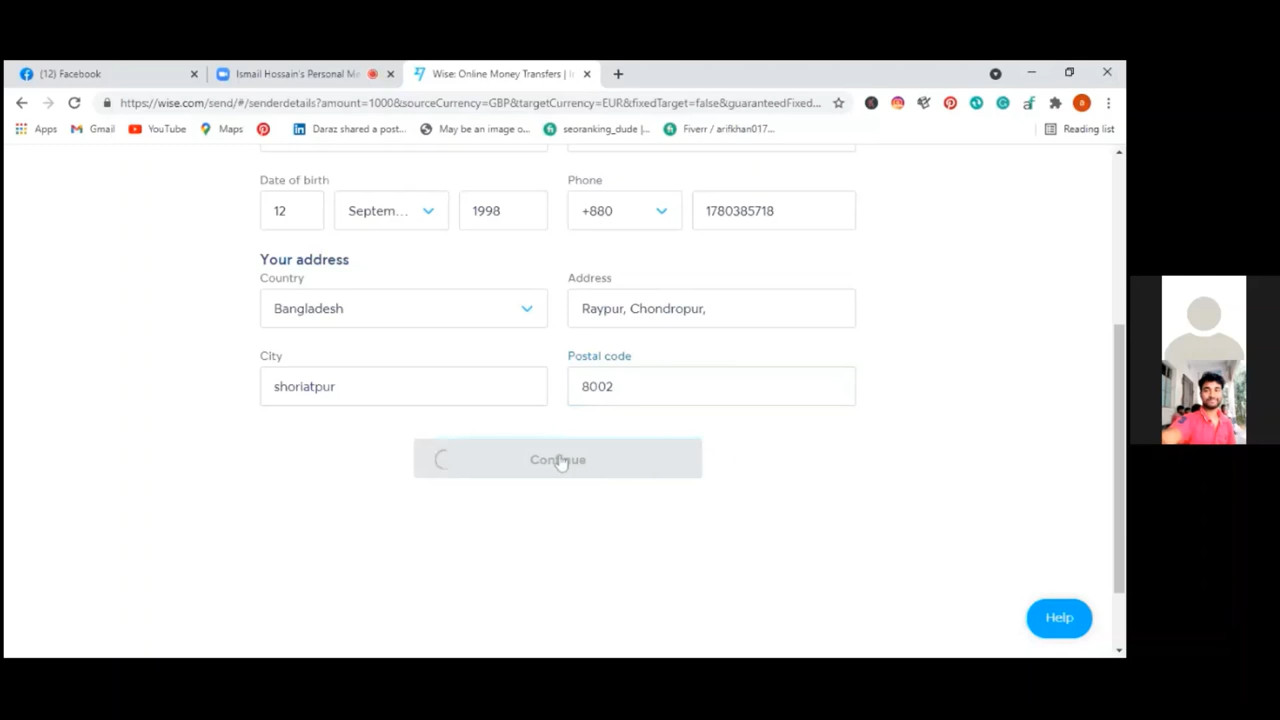 (12) Facebook
Ismail Hossain's Personal Me
Wise: Online Money Transfers | I
https://wise.com/send/#/senderdetails?amount=1000&sourceCurrency=GBP&targetCurrency=EUR&fixedTarget=false&guaranteedFixed...
Apps
Gmail
YouTube
Maps
Daraz shared a post...
May be an image o...
seoranking_dude |...
Fiverr / arifkhan017...
Reading list
Date of birth
Phone
12
Septem...
1998
+880
1780385718
Your address
Country
Address
Bangladesh
Raypur, Chondropur,
City
Postal code
shoriatpur
8002
Continue
Help